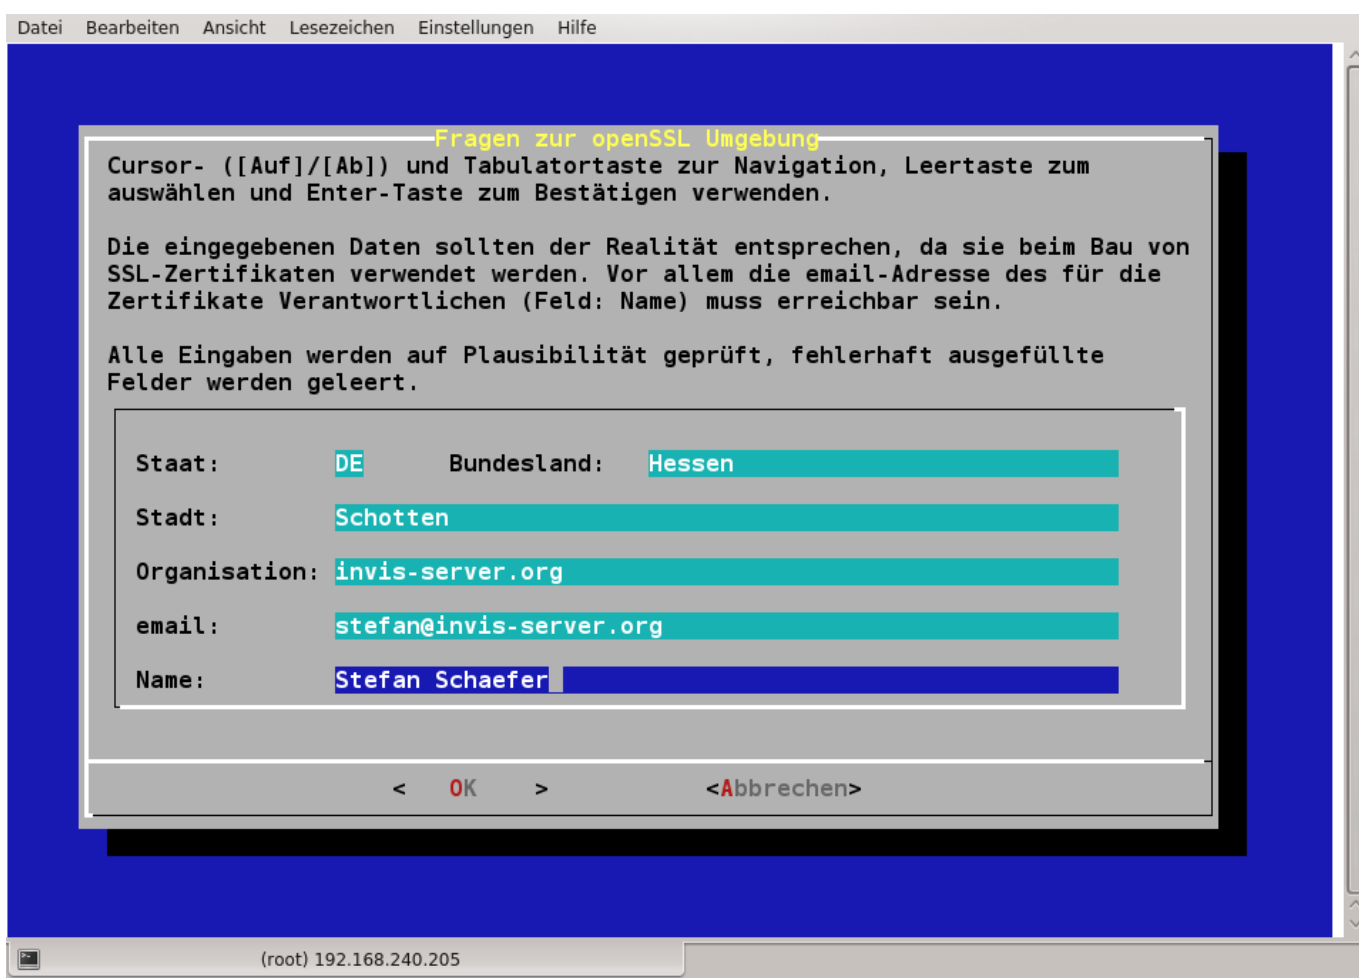 Datei Bearbeiten Ansicht Lesezeichen Einstellungen Hilfe
Fragen zur openSSL Umgebung
Cursor- ([Auf]/[Ab]) und Tabulatortaste zur Navigation, Leertaste zum
auswählen und Enter-Taste zum Bestätigen verwenden.
Die eingegebenen Daten sollten der Realität entsprechen, da sie beim Bau von
SSL-Zertifikaten verwendet werden. Vor allem die email-Adresse des für die
Zertifikate Verantwortlichen (Feld: Name) muss erreichbar sein.
Alle Eingaben werden auf Plausibilität geprüft, fehlerhaft ausgefüllte
Felder werden geleert.
Staat: DE Bundesland: Hessen
Stadt: Schotten
Organisation: invis-server.org
email: stefan@invis-server.org
Name: Stefan Schaefer
< OK > <Abbrechen>
(root) 192.168.240.205